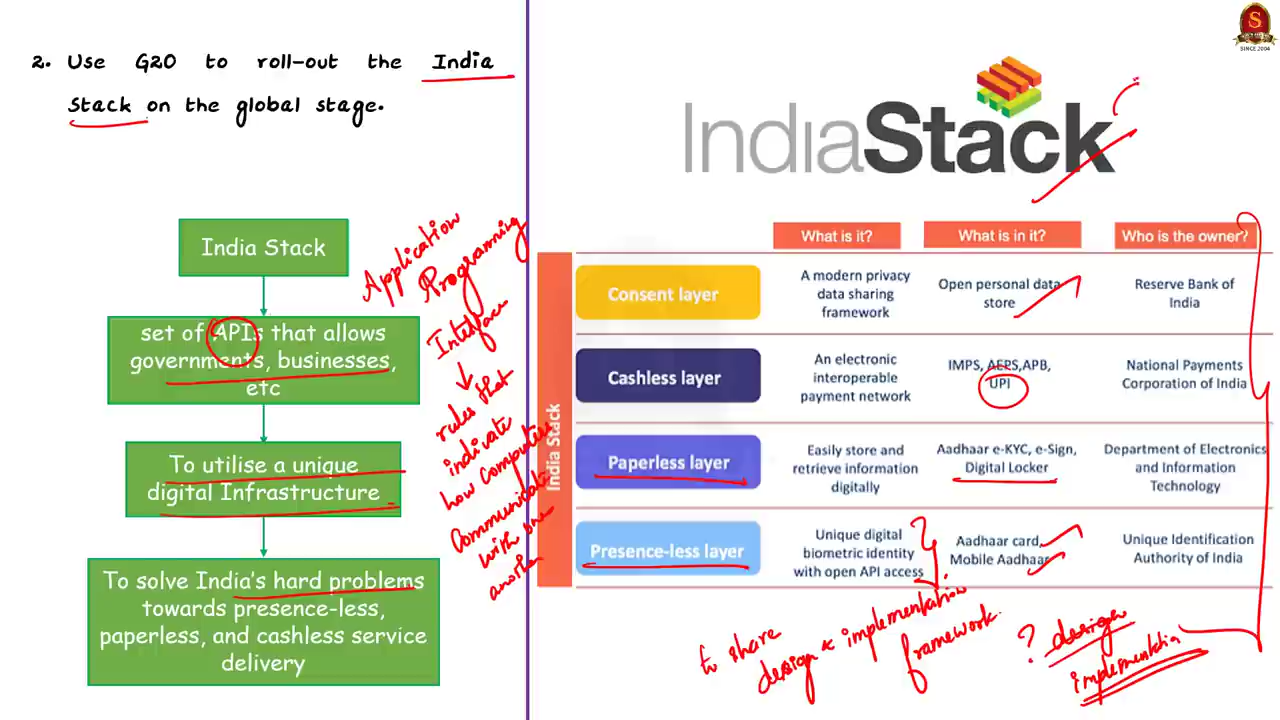 SINCE 2004
2. Use G20 to roll-out the India
Stack on the global stage.
India Stack
set of APIs that allows
governments, businesses,
etc
To utilise a unique
digital Infrastructure
To solve India's hard problems
towards presence-less,
paperless, and cashless service
delivery
Application
Programming
Interface
rules that
indicate
how computers
communicate
with one
another
IndiaStack
What is it?
What is in it?
Who is the owner?
India Stack
Consent layer
A modern privacy
data sharing
framework
Open personal data
store
Reserve Bank of
India
Cashless layer
An electronic
interoperable
payment network
IMPS, AEPS,APB,
UPI
National Payments
Corporation of India
Paperless layer
Easily store and
retrieve information
digitally
Aadhaar e-KYC, e-Sign,
Digital Locker
Department of Electronics
and Information
Technology
Presence-less layer
Unique digital
biometric identity
with open API access
Aadhaar card,
Mobile Aadhaar
Unique Identification
Authority of India
to share
design & implementation
framework.
? design
implementation